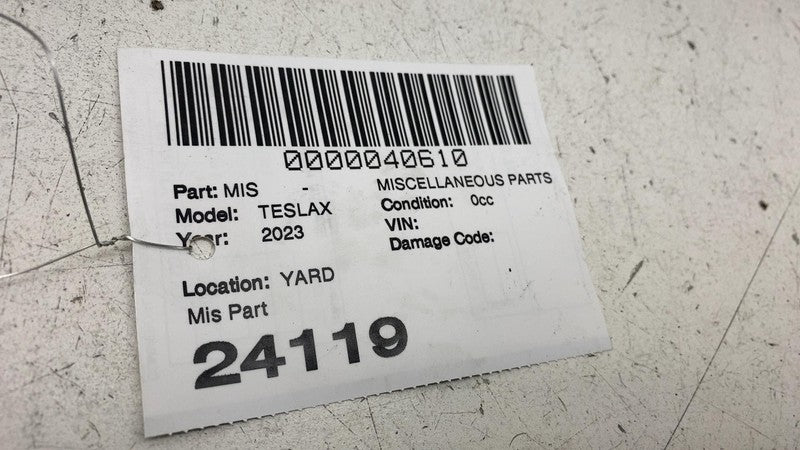 0000040610
Part: MIS - MISCELLANEOUS PARTS
Model: TESLAX Condition: 0cc
Year: 2023 VIN:
Damage Code:
Location: YARD
Mis Part
24119